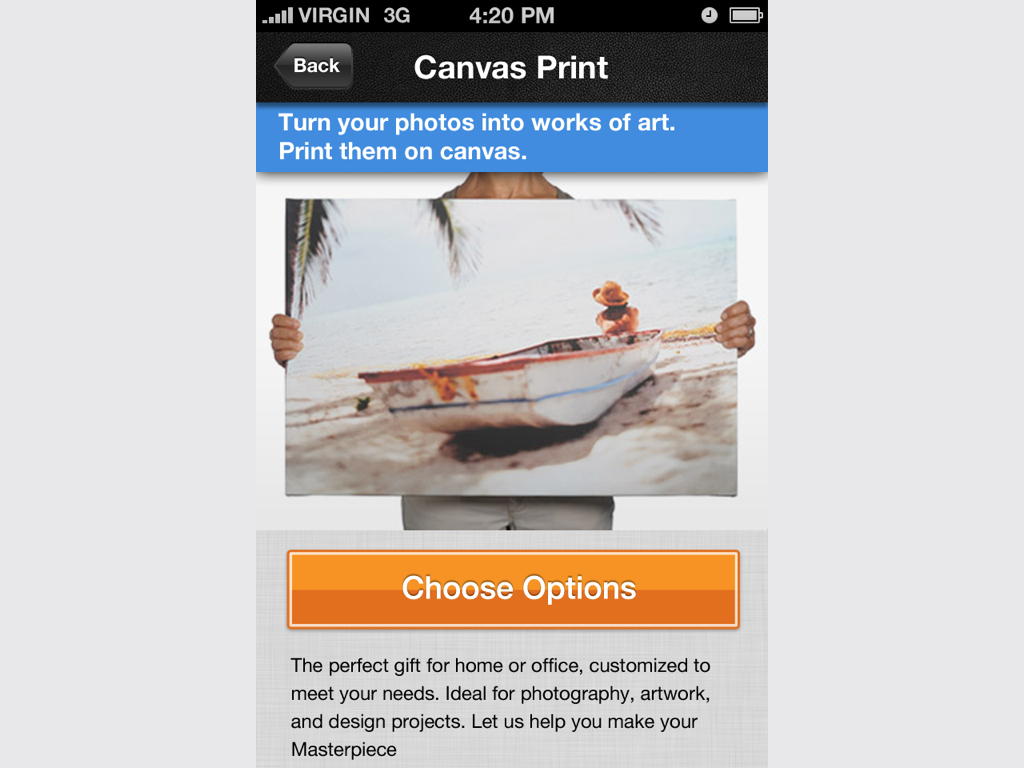 VIRGIN 3G 4:20 PM
Back Canvas Print
Turn your photos into works of art.
Print them on canvas.
Choose Options
The perfect gift for home or office, customized to
meet your needs. Ideal for photography, artwork,
and design projects. Let us help you make your
Masterpiece